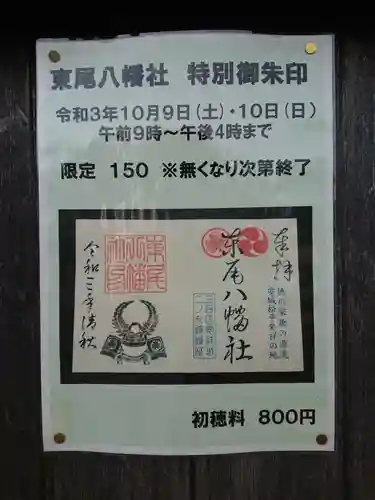 東尾八幡社 特別御朱印
令和3年10月9日(土)・10日(日)
午前9時～午後4時まで
限定 150 ※無くなり次第終了
奉拝
東尾八幡社
令和三年清秋
初穂料 800円